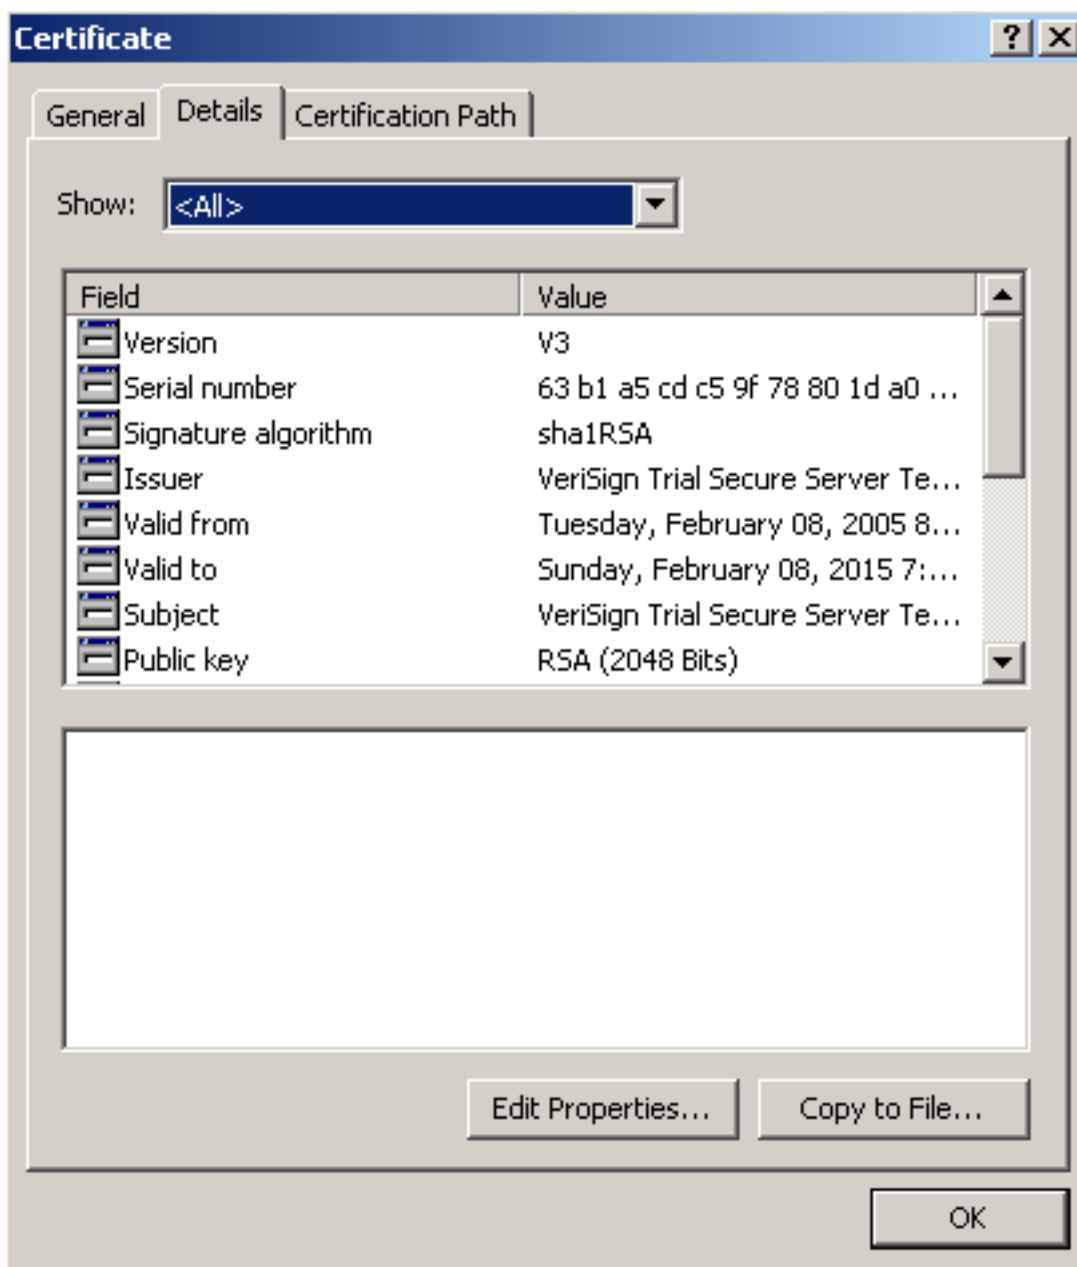 Certificate
General Details Certification Path
Show: <All>
Field Value
Version V3
Serial number 63 b1 a5 cd c5 9f 78 80 1d a0 ...
Signature algorithm sha1RSA
Issuer VeriSign Trial Secure Server Te...
Valid from Tuesday, February 08, 2005 8...
Valid to Sunday, February 08, 2015 7:...
Subject VeriSign Trial Secure Server Te...
Public key RSA (2048 Bits)
Edit Properties... Copy to File...
OK